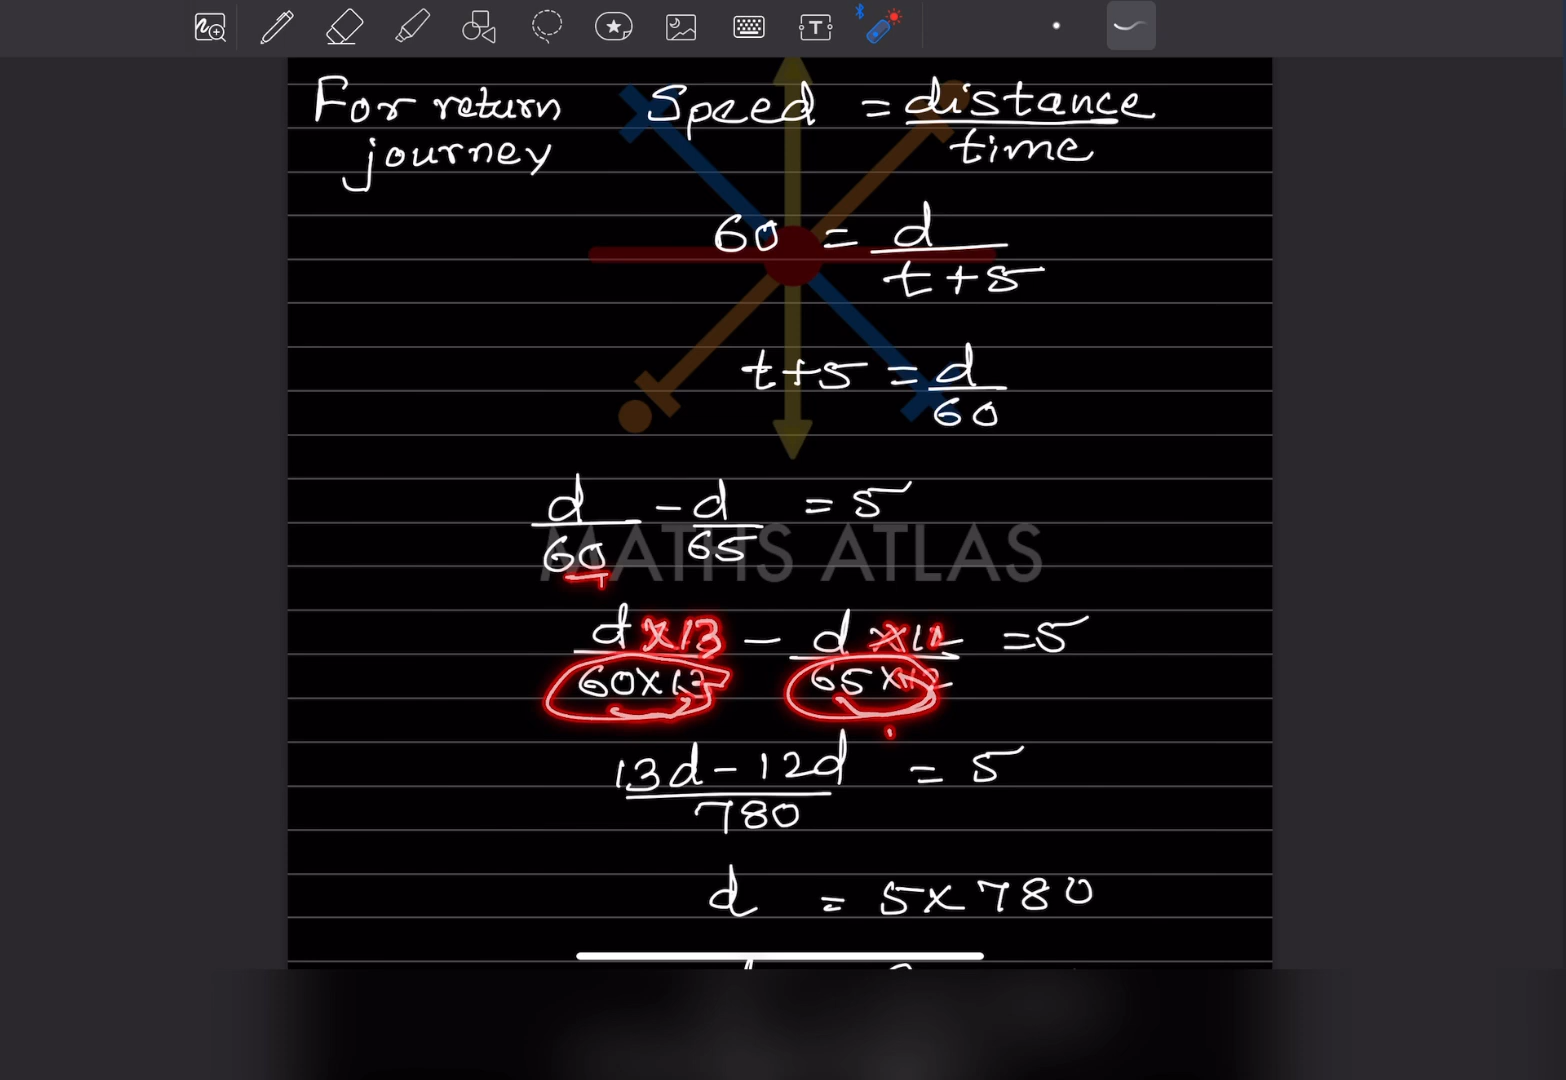 For return Speed = distance/time
journey
60 = d/(t+5)
t+5 = d/60
d/60 - d/65 = 5
MATHS ATLAS
d×13/(60×13) - d×12/(65×12) = 5
(13d-12d)/780 = 5
d = 5×780